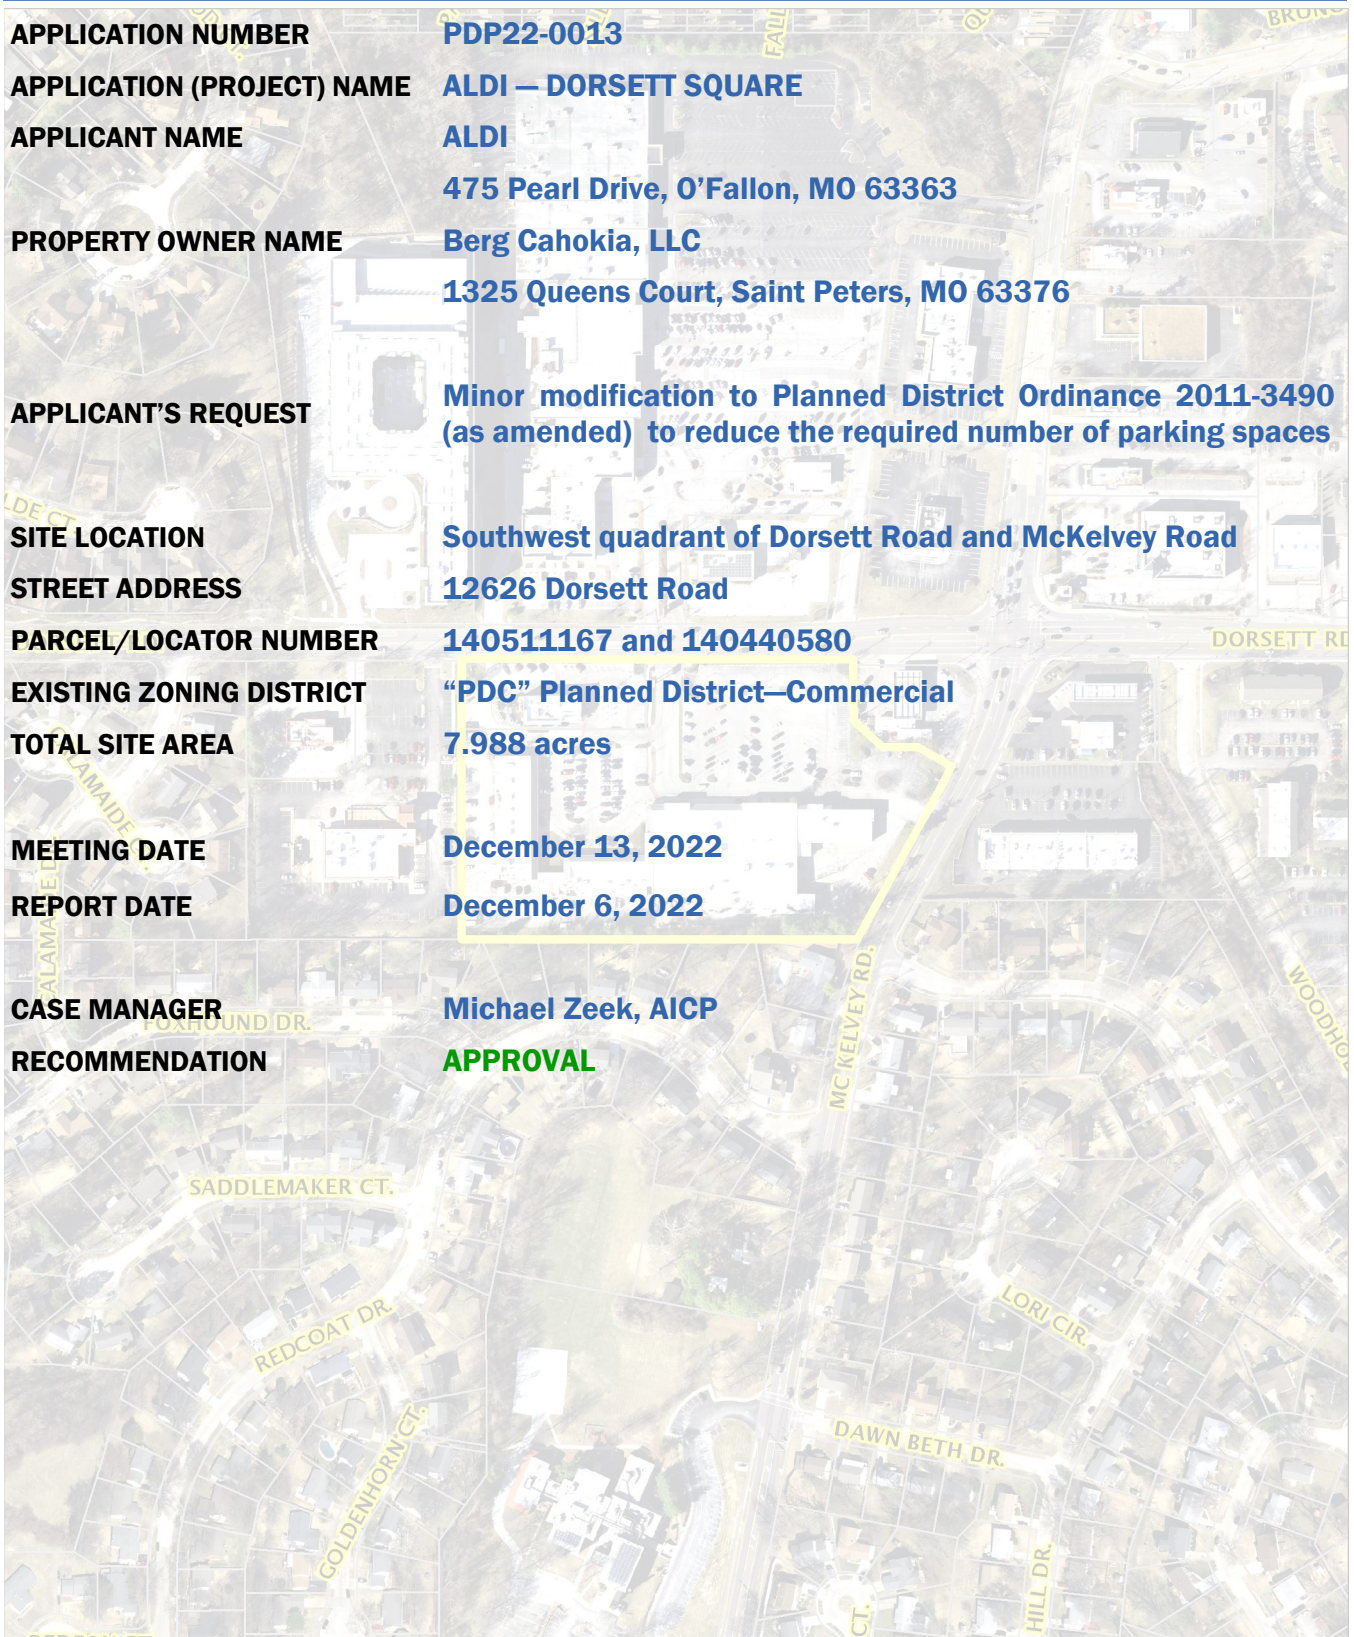 BRONC
FALL
APPLICATION NUMBER PDP22-0013
APPLICATION (PROJECT) NAME ALDI — DORSETT SQUARE
APPLICANT NAME ALDI
475 Pearl Drive, O’Fallon, MO 63363
PROPERTY OWNER NAME Berg Cahokia, LLC
1325 Queens Court, Saint Peters, MO 63376
APPLICANT’S REQUEST Minor modification to Planned District Ordinance 2011-3490
(as amended) to reduce the required number of parking spaces
LDE CT.
SITE LOCATION Southwest quadrant of Dorsett Road and McKelvey Road
STREET ADDRESS 12626 Dorsett Road
PARCEL/LOCATOR NUMBER 140511167 and 140440580
DORSETT RD
EXISTING ZONING DISTRICT “PDC” Planned District—Commercial
TOTAL SITE AREA 7.988 acres
MEETING DATE December 13, 2022
REPORT DATE December 6, 2022
MC KELVEY RD.
CASE MANAGER Michael Zeek, AICP
FOXHOUND DR.
RECOMMENDATION APPROVAL
SADDLEMAKER CT.
LORI CIR.
REDCOAT DR.
DAWN BETH DR.
GOLDENHORN CT.
HILL DR.
CT.